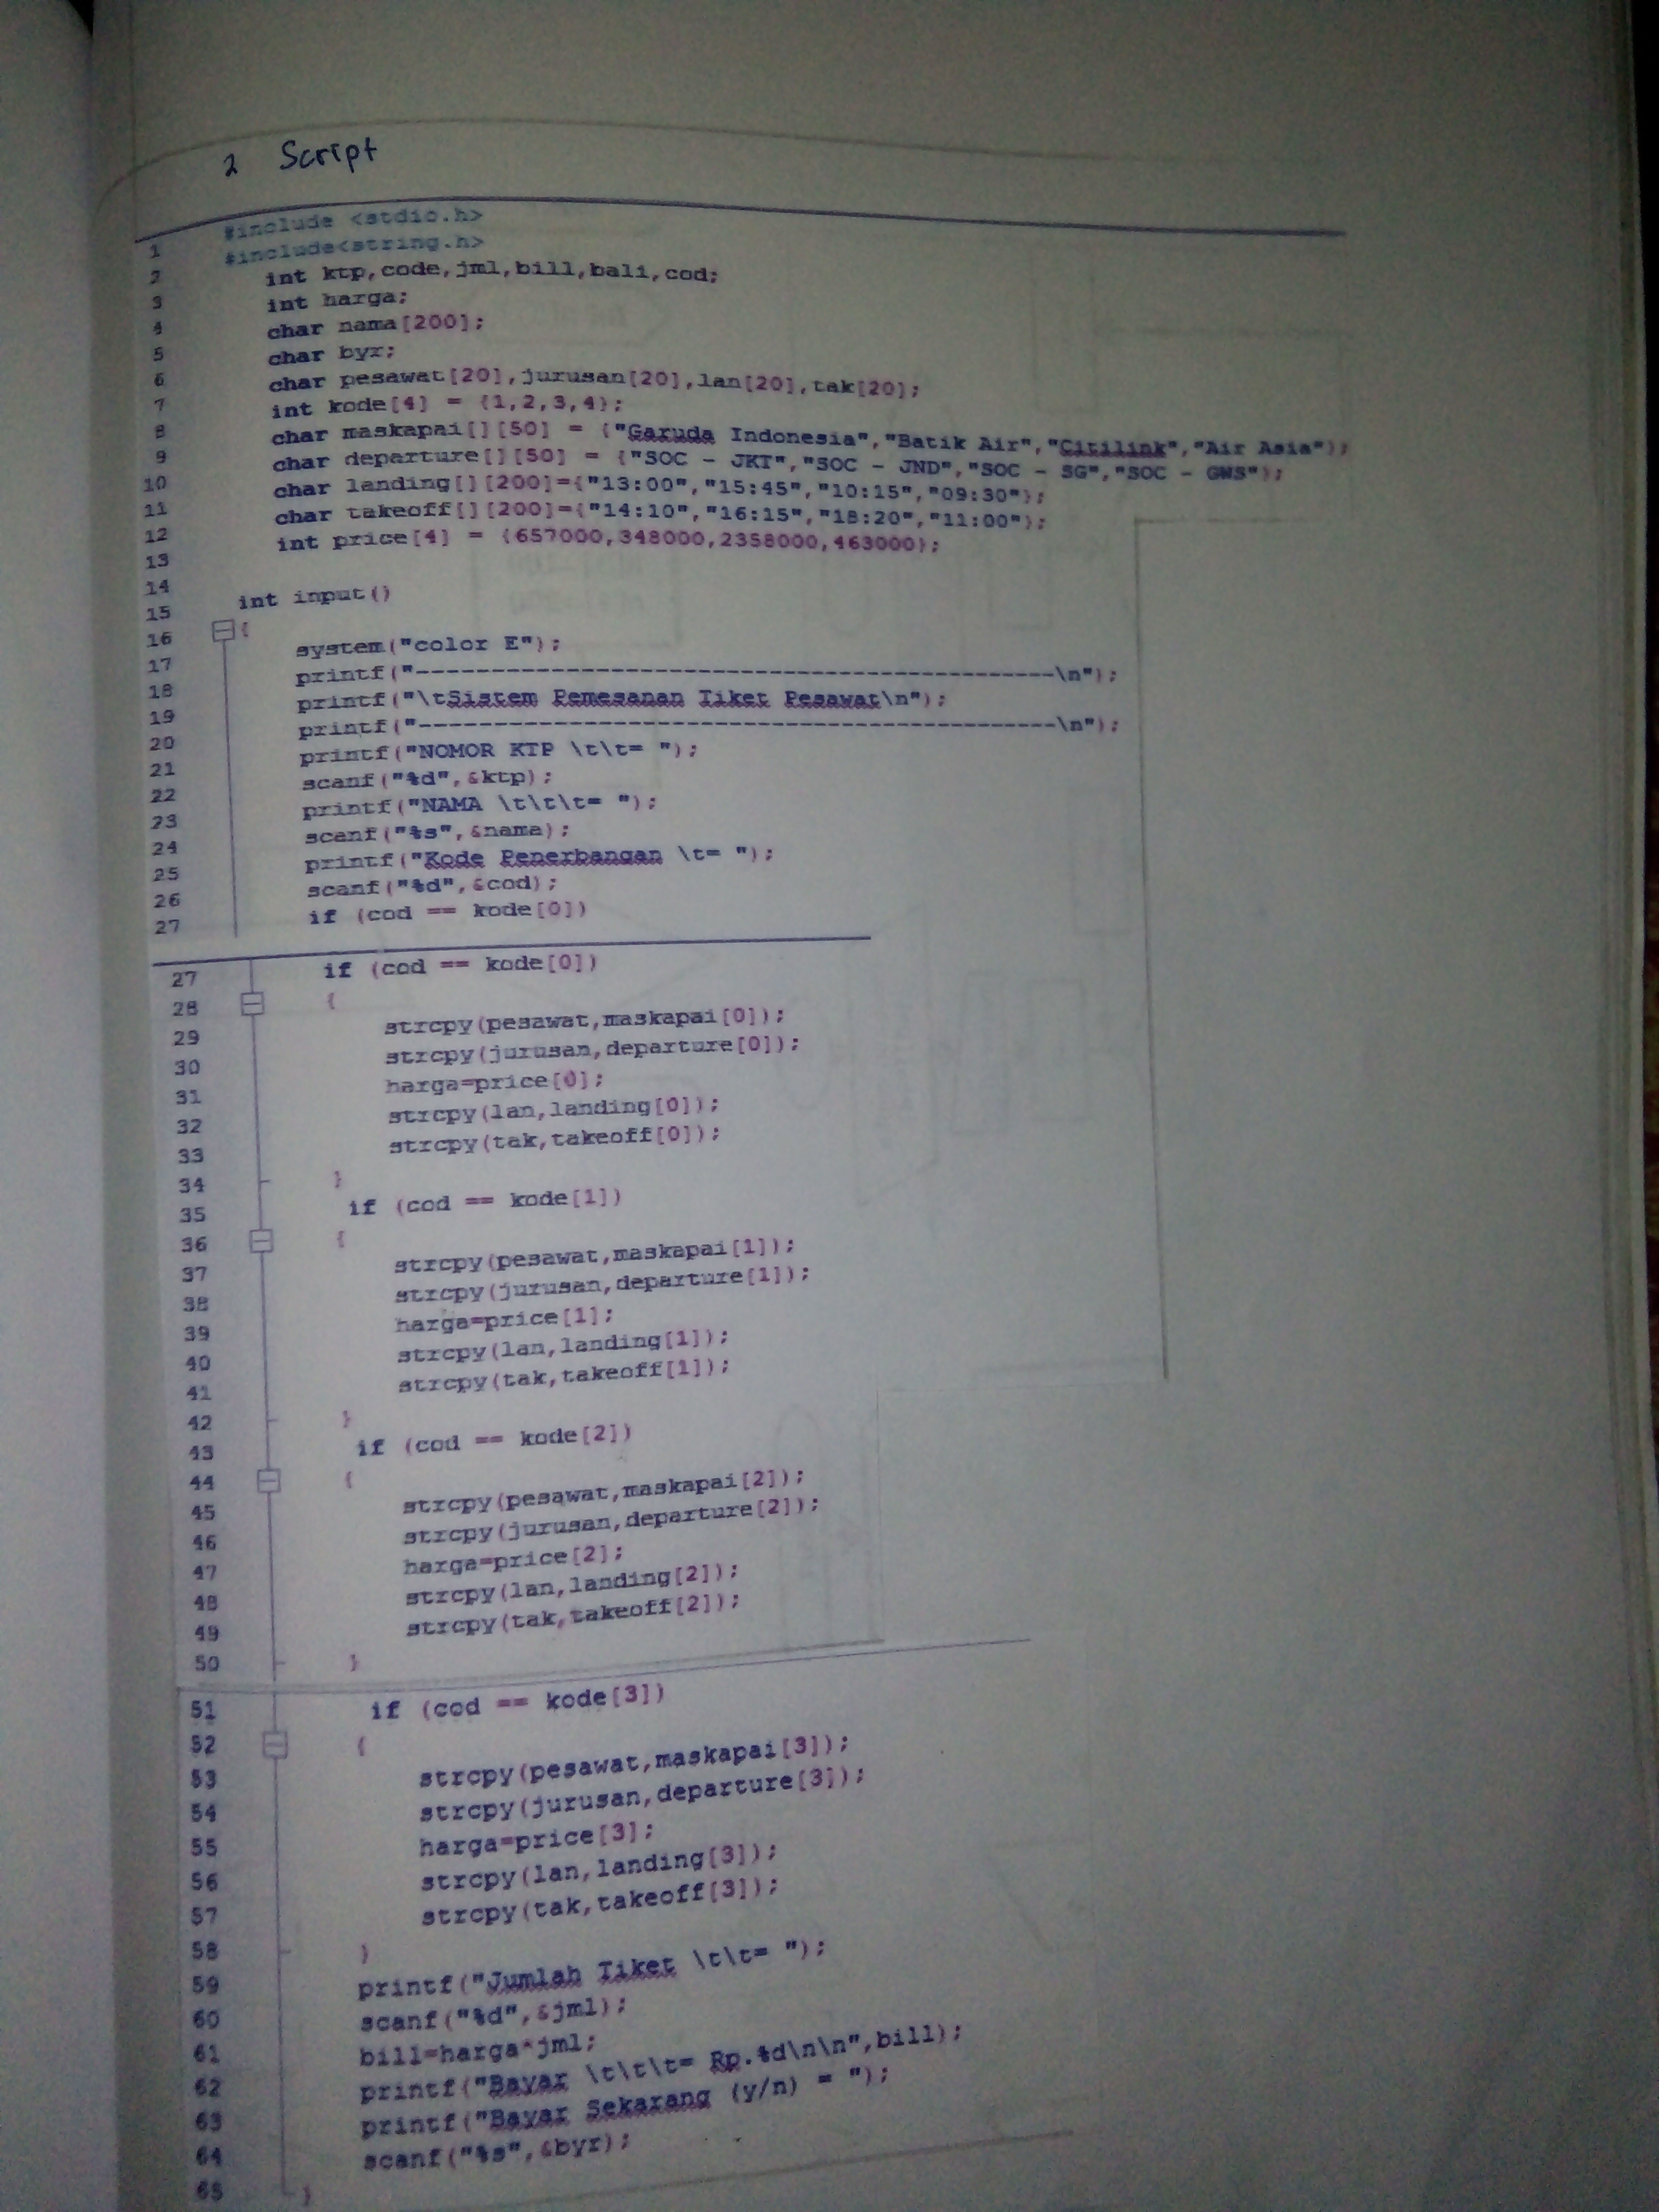 2 Script
1 #include <stdio.h>
2 #include<string.h>
3 int ktp,code,jml,bill,bali,cod;
4 int harga;
5 char nama[200];
6 char byr;
7 char pesawat[20],jurusan[20],lan[20],tak[20];
8 int kode[4] = {1,2,3,4};
9 char maskapai[][50] = {"Garuda Indonesia","Batik Air","Citilink","Air Asia"};
10 char departure[][50] = {"SOC - JKT","SOC - JND","SOC - SG","SOC - GWS"};
11 char landing[][200]={"13:00","15:45","10:15","09:30"};
12 char takeoff[][200]={"14:10","16:15","18:20","11:00"};
13 int price[4] = {657000,348000,2358000,463000};
14
15 int input()
16 {
17 system("color E");
18 printf("--------------------------------------------------\n");
19 printf("\tSistem Pemesanan Tiket Pesawat\n");
20 printf("--------------------------------------------------\n");
21 printf("NOMOR KTP \t\t= ");
22 scanf("%d",&ktp);
23 printf("NAMA \t\t\t= ");
24 scanf("%s",&nama);
25 printf("Kode Penerbangan \t= ");
26 scanf("%d",&cod);
27 if (cod == kode[0])
27 if (cod == kode[0])
28 {
29 strcpy(pesawat,maskapai[0]);
30 strcpy(jurusan,departure[0]);
31 harga=price[0];
32 strcpy(lan,landing[0]);
33 strcpy(tak,takeoff[0]);
34 }
35 if (cod == kode[1])
36 {
37 strcpy(pesawat,maskapai[1]);
38 strcpy(jurusan,departure[1]);
39 harga=price[1];
40 strcpy(lan,landing[1]);
41 strcpy(tak,takeoff[1]);
42 }
43 if (cod == kode[2])
44 {
45 strcpy(pesawat,maskapai[2]);
46 strcpy(jurusan,departure[2]);
47 harga=price[2];
48 strcpy(lan,landing[2]);
49 strcpy(tak,takeoff[2]);
50 }
51 if (cod == kode[3])
52 {
53 strcpy(pesawat,maskapai[3]);
54 strcpy(jurusan,departure[3]);
55 harga=price[3];
56 strcpy(lan,landing[3]);
57 strcpy(tak,takeoff[3]);
58 }
59 printf("Jumlah Tiket \t\t= ");
60 scanf("%d",&jml);
61 bill=harga*jml;
62 printf("Bayar \t\t\t= Rp.%d\n\n",bill);
63 printf("Bayar Sekarang (y/n) = ");
64 scanf("%s",&byr);
65 }